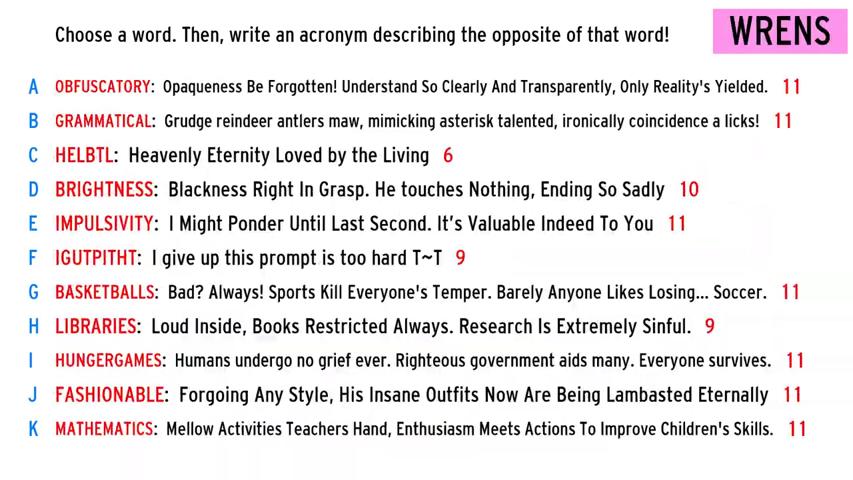 Choose a word. Then, write an acronym describing the opposite of that word!
WRENS
A OBFUSCATORY: Opaqueness Be Forgotten! Understand So Clearly And Transparently, Only Reality's Yielded. 11
B GRAMMATICAL: Grudge reindeer antlers maw, mimicking asterisk talented, ironically coincidence a licks! 11
C HELBTL: Heavenly Eternity Loved by the Living 6
D BRIGHTNESS: Blackness Right In Grasp. He touches Nothing, Ending So Sadly 10
E IMPULSIVITY: I Might Ponder Until Last Second. It's Valuable Indeed To You 11
F IGUTPITHT: I give up this prompt is too hard T~T 9
G BASKETBALLS: Bad? Always! Sports Kill Everyone's Temper. Barely Anyone Likes Losing... Soccer. 11
H LIBRARIES: Loud Inside, Books Restricted Always. Research Is Extremely Sinful. 9
I HUNGERGAMES: Humans undergo no grief ever. Righteous government aids many. Everyone survives. 11
J FASHIONABLE: Forgoing Any Style, His Insane Outfits Now Are Being Lambasted Eternally 11
K MATHEMATICS: Mellow Activities Teachers Hand, Enthusiasm Meets Actions To Improve Children's Skills. 11